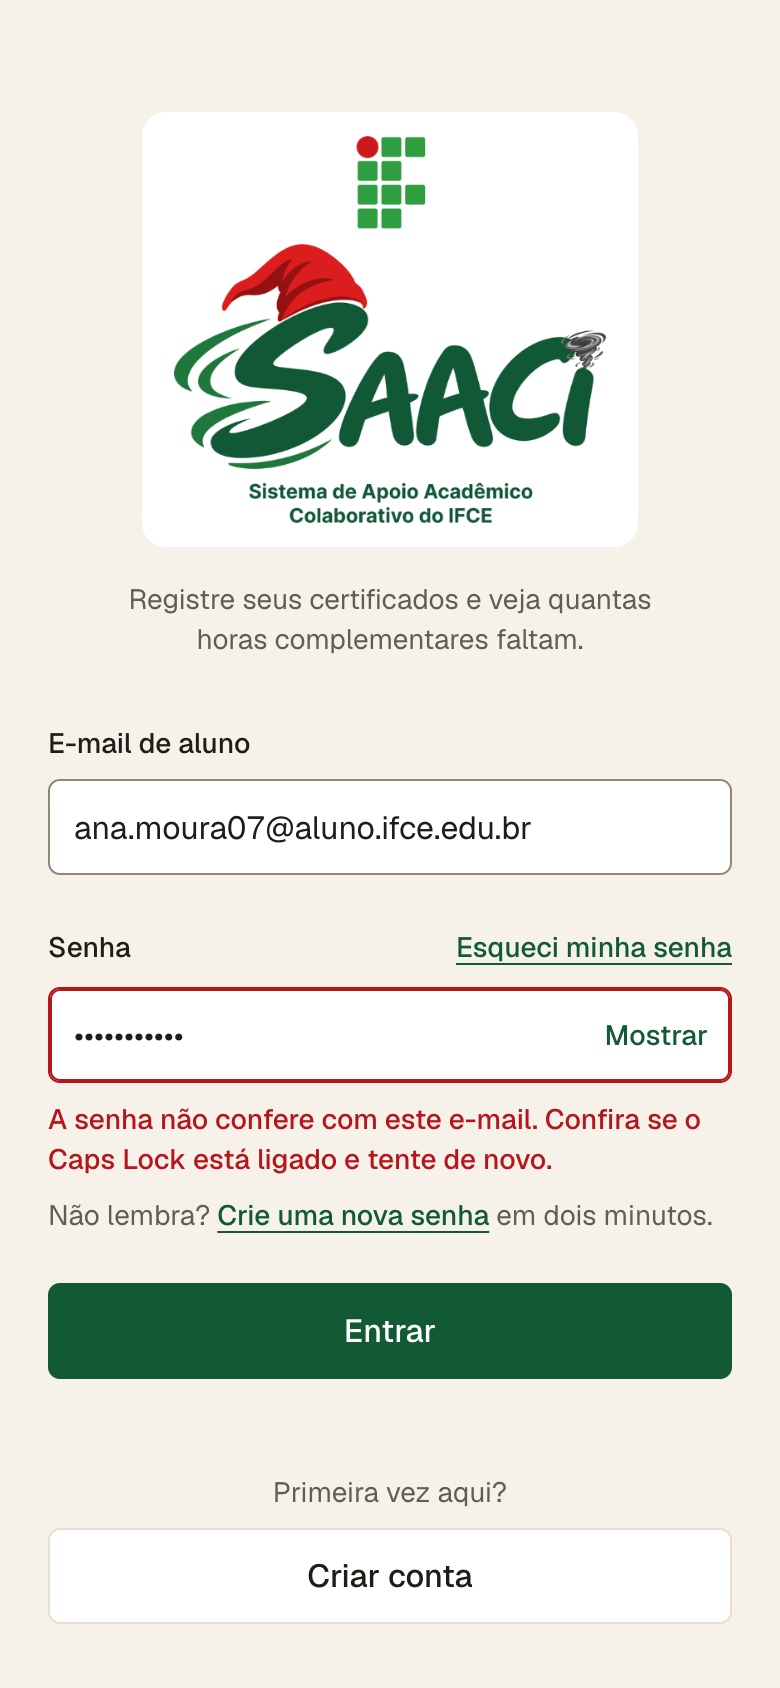 SAACi
Sistema de Apoio Acadêmico
Colaborativo do IFCE
Registre seus certificados e veja quantas
horas complementares faltam.
E-mail de aluno
ana.moura07@aluno.ifce.edu.br
Senha
Esqueci minha senha
•••••••••••
Mostrar
A senha não confere com este e-mail. Confira se o
Caps Lock está ligado e tente de novo.
Não lembra? Crie uma nova senha em dois minutos.
Entrar
Primeira vez aqui?
Criar conta